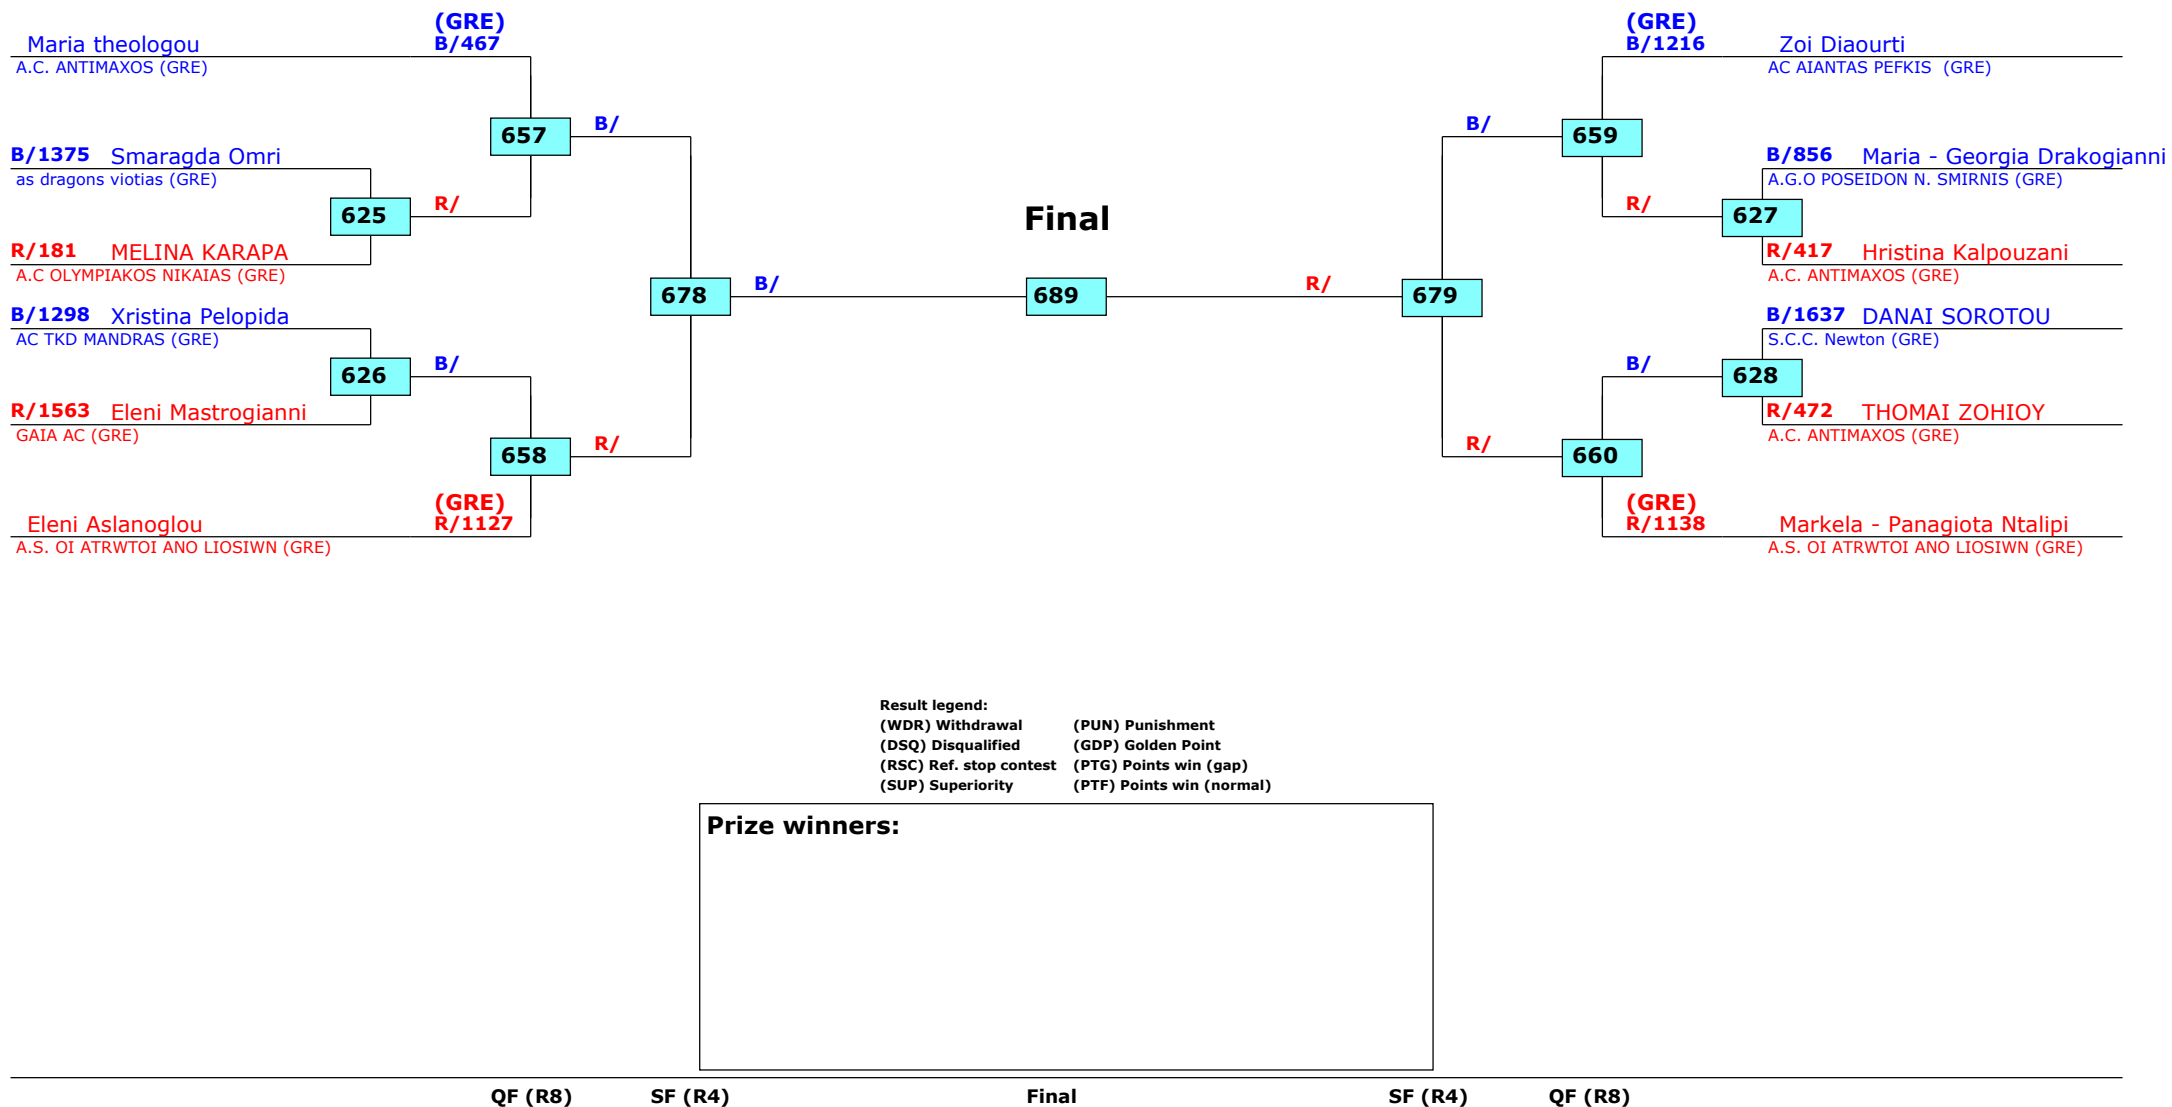 (GRE)
Maria theologou B/467
A.C. ANTIMAXOS (GRE)
657 B/
B/1375 Smaragda Omri
as dragons viotias (GRE)
625 R/
R/181 MELINA KARAPA
A.C OLYMPIAKOS NIKAIAS (GRE)
678 B/
B/1298 Xristina Pelopida
AC TKD MANDRAS (GRE)
626 B/
R/1563 Eleni Mastrogianni
GAIA AC (GRE)
658 R/
(GRE)
Eleni Aslanoglou R/1127
A.S. OI ATRWTOI ANO LIOSIWN (GRE)
Final
689
(GRE)
B/1216 Zoi Diaourti
AC AIANTAS PEFKIS (GRE)
B/ 659
B/856 Maria - Georgia Drakogianni
A.G.O POSEIDON N. SMIRNIS (GRE)
R/ 627
R/417 Hristina Kalpouzani
A.C. ANTIMAXOS (GRE)
R/ 679
B/1637 DANAI SOROTOU
S.C.C. Newton (GRE)
B/ 628
R/472 THOMAI ZOHIOY
A.C. ANTIMAXOS (GRE)
R/ 660
(GRE)
R/1138 Markela - Panagiota Ntalipi
A.S. OI ATRWTOI ANO LIOSIWN (GRE)
Result legend:
(WDR) Withdrawal (PUN) Punishment
(DSQ) Disqualified (GDP) Golden Point
(RSC) Ref. stop contest (PTG) Points win (gap)
(SUP) Superiority (PTF) Points win (normal)
Prize winners:
QF (R8) SF (R4) Final SF (R4) QF (R8)